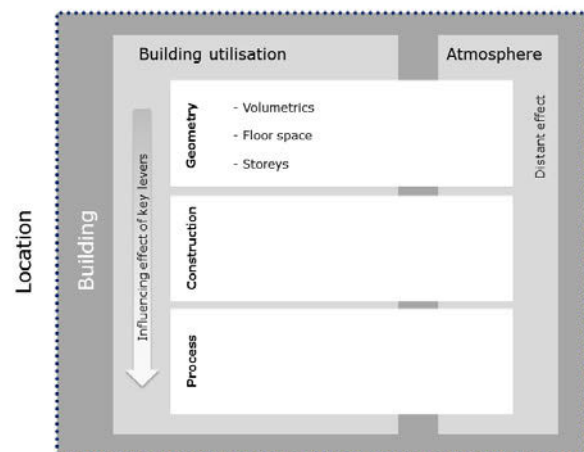 Location
Building
Building utilisation
Atmosphere
Influencing effect of key levers
Geometry
- Volumetrics
- Floor space
- Storeys
Construction
Process
Distant effect